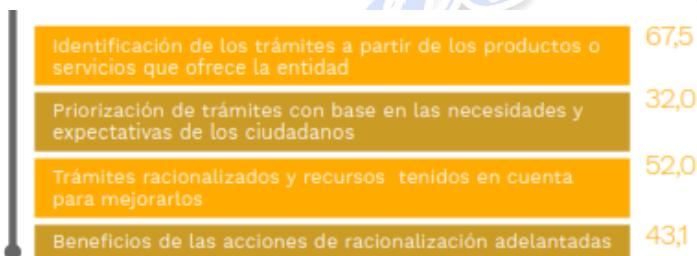 Identificación de los trámites a partir de los productos o
servicios que ofrece la entidad
67,5
Priorización de trámites con base en las necesidades y
expectativas de los ciudadanos
32,0
Trámites racionalizados y recursos tenidos en cuenta
para mejorarlos
52,0
Beneficios de las acciones de racionalización adelantadas
43,1